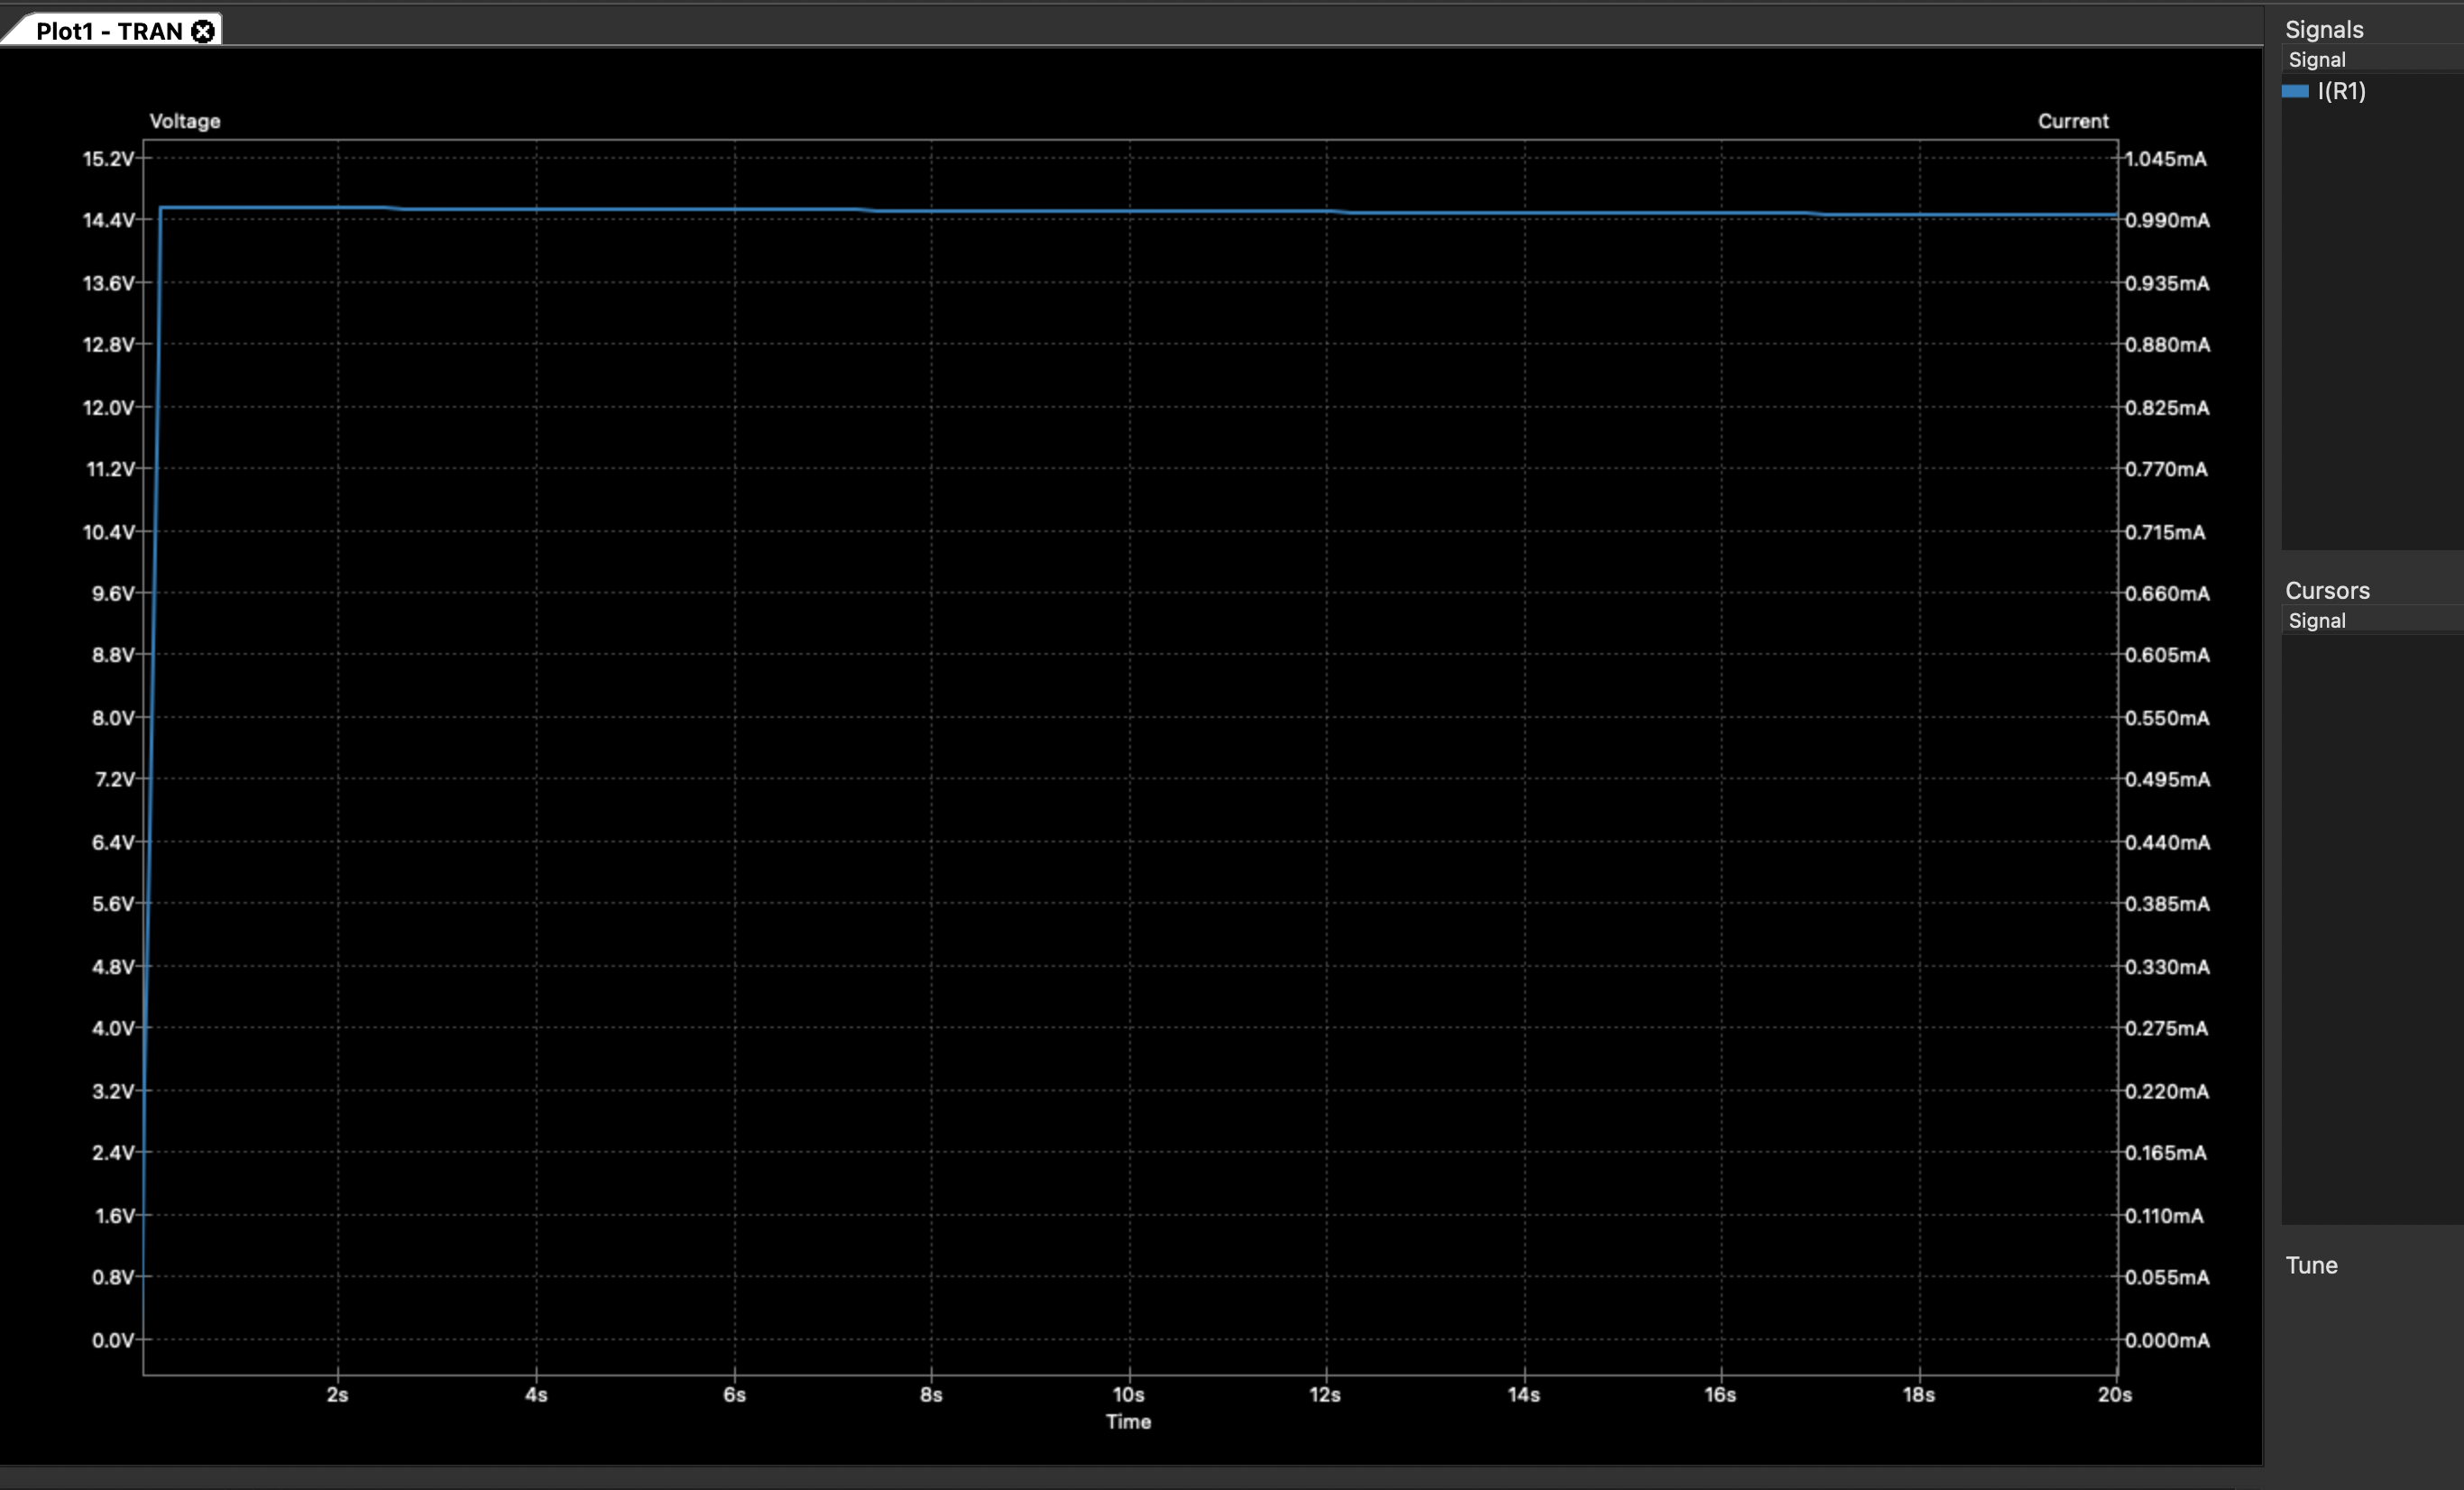 Plot1 - TRAN
Voltage
Current
15.2V
14.4V
13.6V
12.8V
12.0V
11.2V
10.4V
9.6V
8.8V
8.0V
7.2V
6.4V
5.6V
4.8V
4.0V
3.2V
2.4V
1.6V
0.8V
0.0V
1.045mA
0.990mA
0.935mA
0.880mA
0.825mA
0.770mA
0.715mA
0.660mA
0.605mA
0.550mA
0.495mA
0.440mA
0.385mA
0.330mA
0.275mA
0.220mA
0.165mA
0.110mA
0.055mA
0.000mA
2s 4s 6s 8s 10s 12s 14s 16s 18s 20s
Time
Signals
Signal
I(R1)
Cursors
Signal
Tune